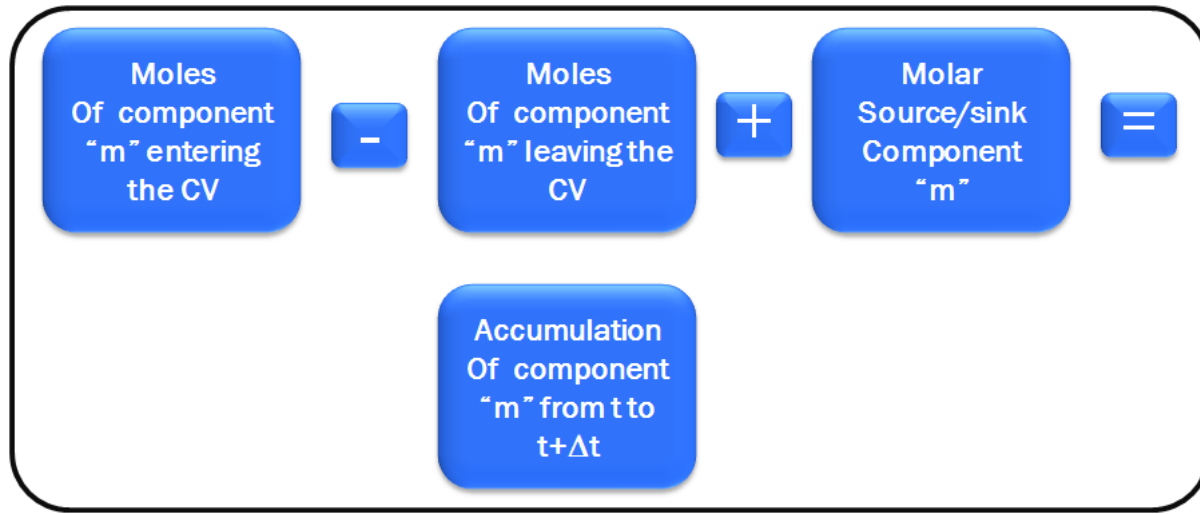 Moles
Of component
“m” entering
the CV
-
Moles
Of component
“m” leaving the
CV
+
Molar
Source/sink
Component
“m”
=
Accumulation
Of component
“m” from t to
t+Δt